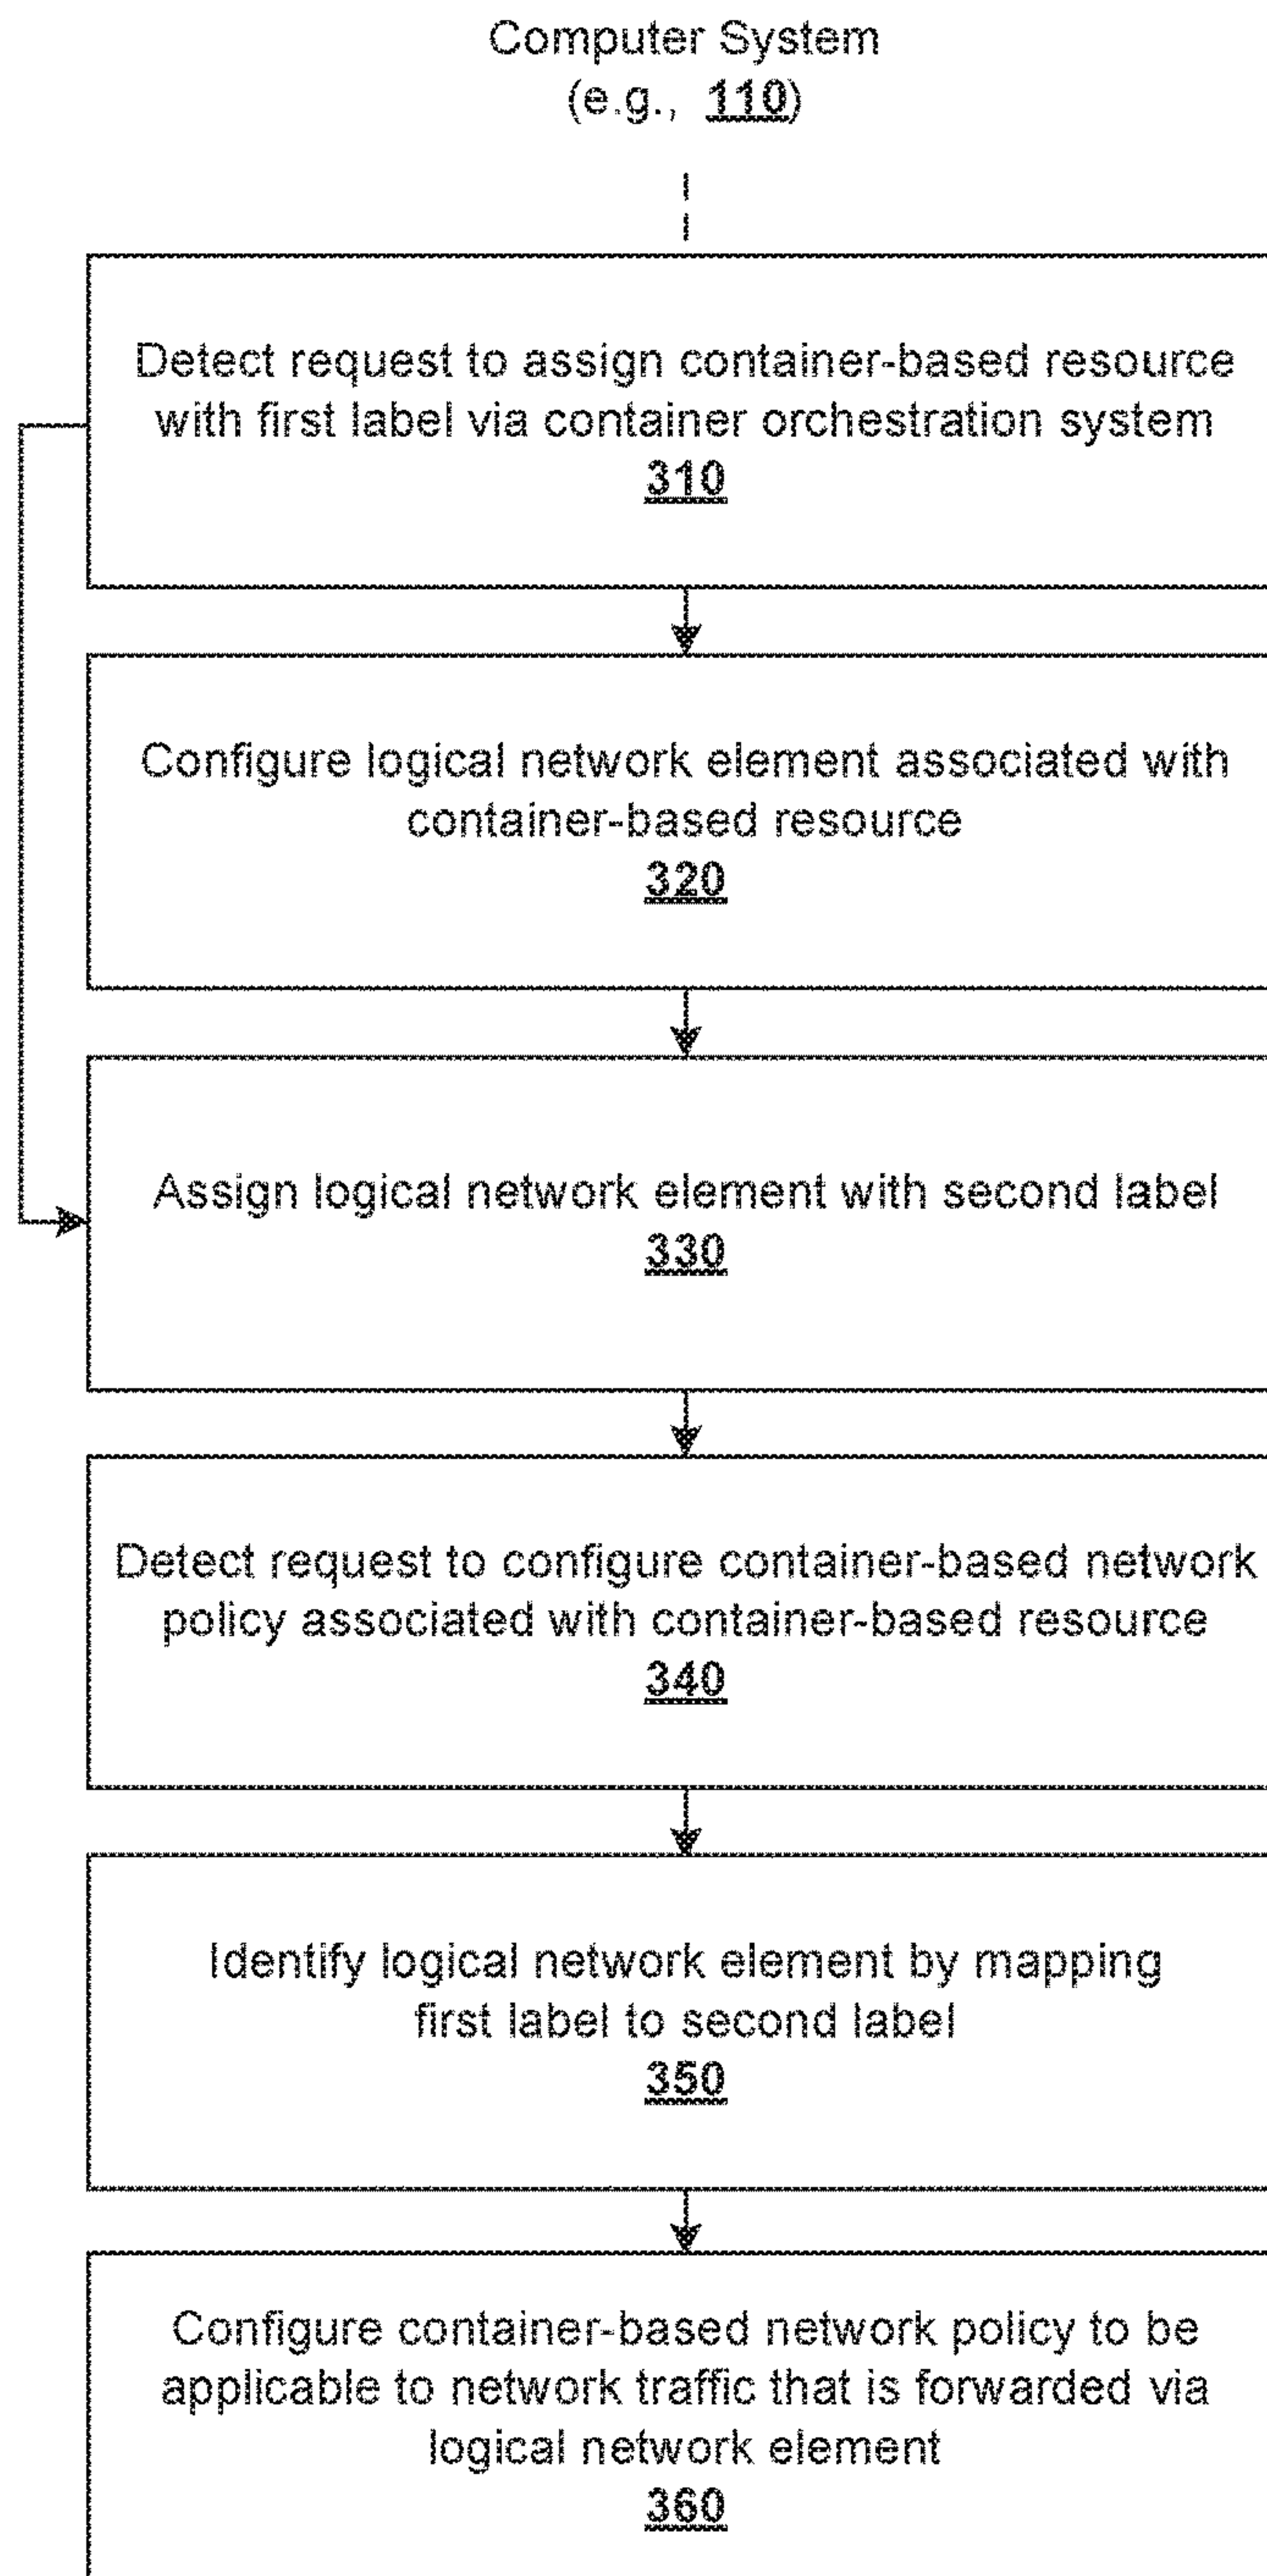 Computer System
(e.g., 110)
Detect request to assign container-based resource
with first label via container orchestration system
310
Configure logical network element associated with
container-based resource
320
Assign logical network element with second label
330
Detect request to configure container-based network
policy associated with container-based resource
340
Identify logical network element by mapping
first label to second label
350
Configure container-based network policy to be
applicable to network traffic that is forwarded via
logical network element
360